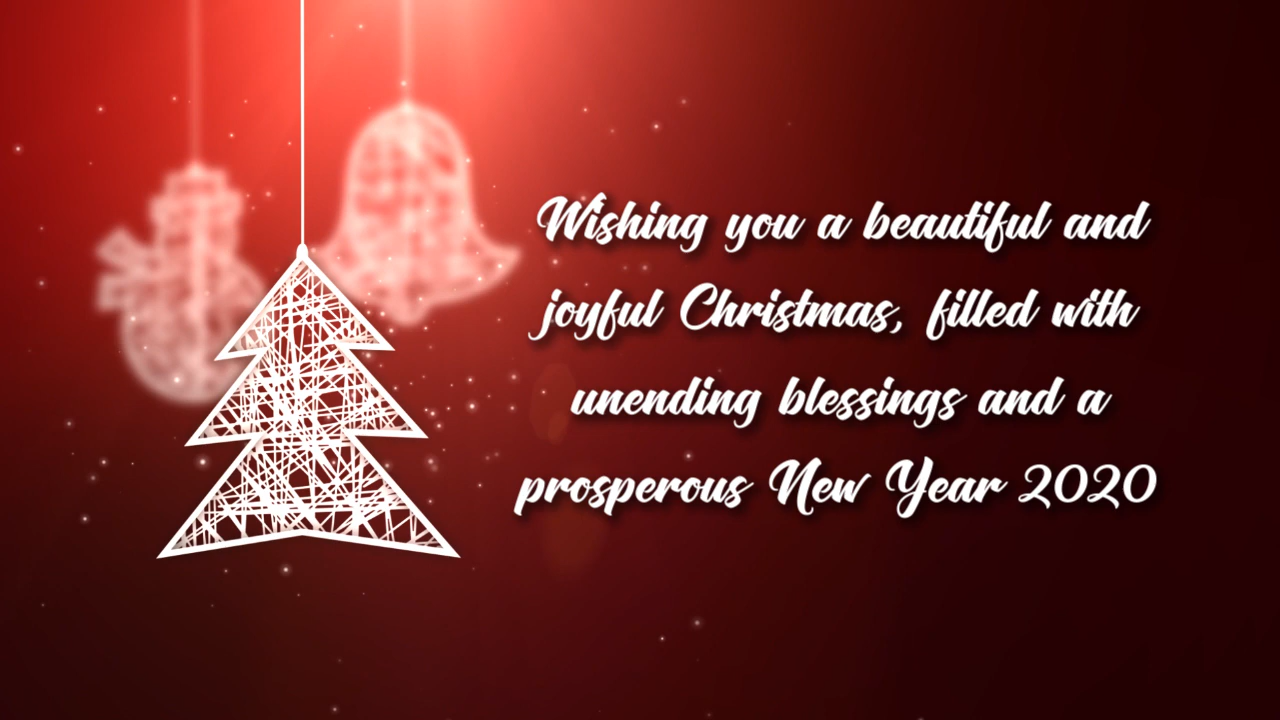 Wishing you a beautiful and
joyful Christmas, filled with
unending blessings and a
prosperous New Year 2020